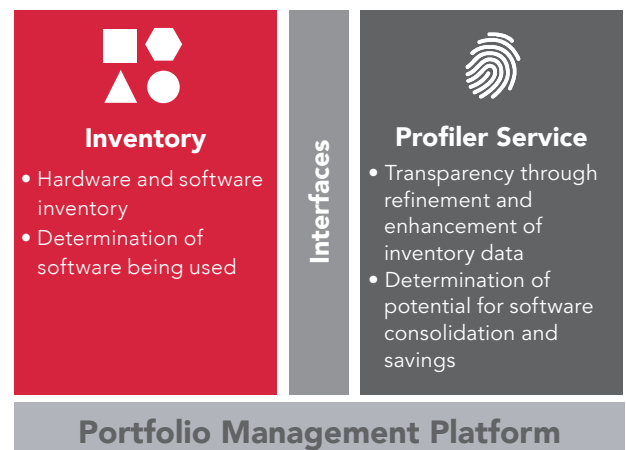 Inventory
• Hardware and software
inventory
• Determination of
software being used
Interfaces
Profiler Service
• Transparency through
refinement and
enhancement of
inventory data
• Determination of
potential for software
consolidation and
savings
Portfolio Management Platform